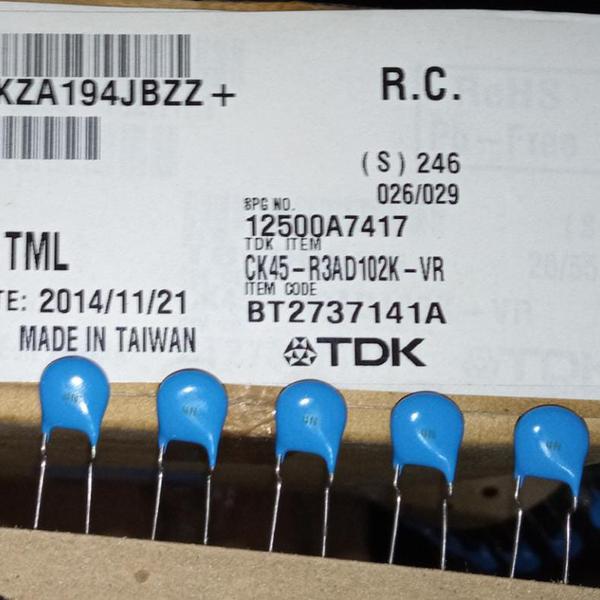 KZA194JBZZ+
R.C.
(S) 246
026/029
SPG NO.
12500A7417
TDK ITEM
CK45-R3AD102K-VR
ITEM CODE
BT2737141A
TML
TE: 2014/11/21
MADE IN TAIWAN
TDK